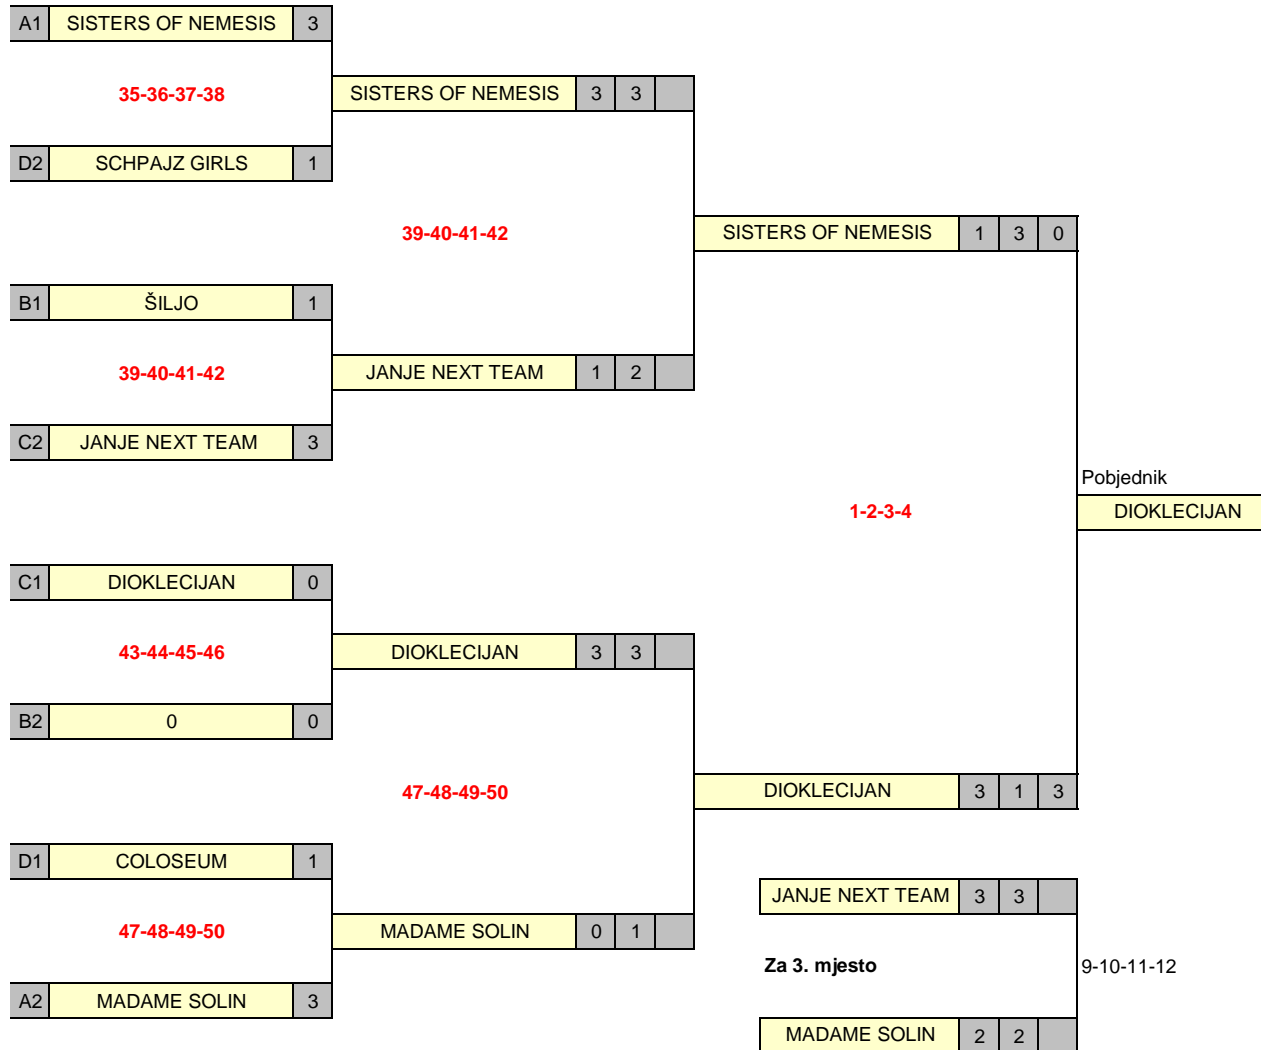 A1 SISTERS OF NEMESIS 3
35-36-37-38
SISTERS OF NEMESIS 3 3
D2 SCHPAJZ GIRLS 1
39-40-41-42
SISTERS OF NEMESIS 1 3 0
B1 ŠILJO 1
39-40-41-42
JANJE NEXT TEAM 1 2
C2 JANJE NEXT TEAM 3
Pobjednik
1-2-3-4
DIOKLECIJAN
C1 DIOKLECIJAN 0
43-44-45-46
DIOKLECIJAN 3 3
B2 0 0
47-48-49-50
DIOKLECIJAN 3 1 3
D1 COLOSEUM 1
JANJE NEXT TEAM 3 3
47-48-49-50
MADAME SOLIN 0 1
Za 3. mjesto
9-10-11-12
A2 MADAME SOLIN 3
MADAME SOLIN 2 2